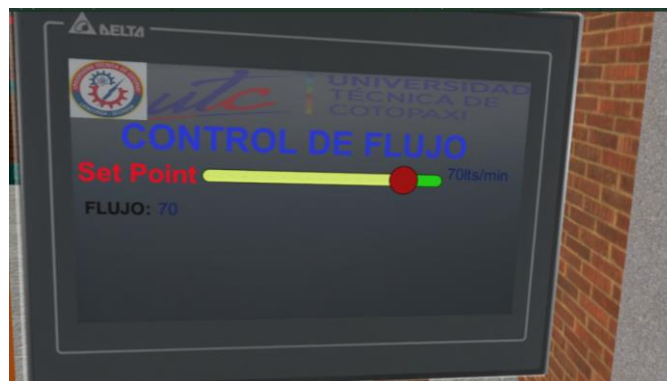 DELTA
utc
UNIVERSIDAD
TÉCNICA DE
COTOPAXI
CONTROL DE FLUJO
Set Point
70lts/min
FLUJO: 70